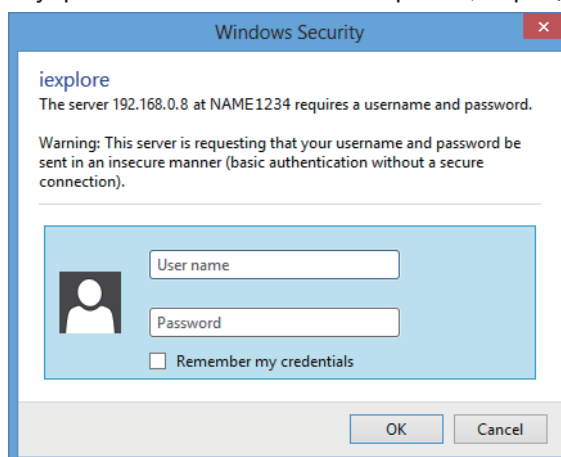 Windows Security
iexplore
The server 192.168.0.8 at NAME1234 requires a username and password.
Warning: This server is requesting that your username and password be
sent in an insecure manner (basic authentication without a secure
connection).
User name
Password
Remember my credentials
OK Cancel